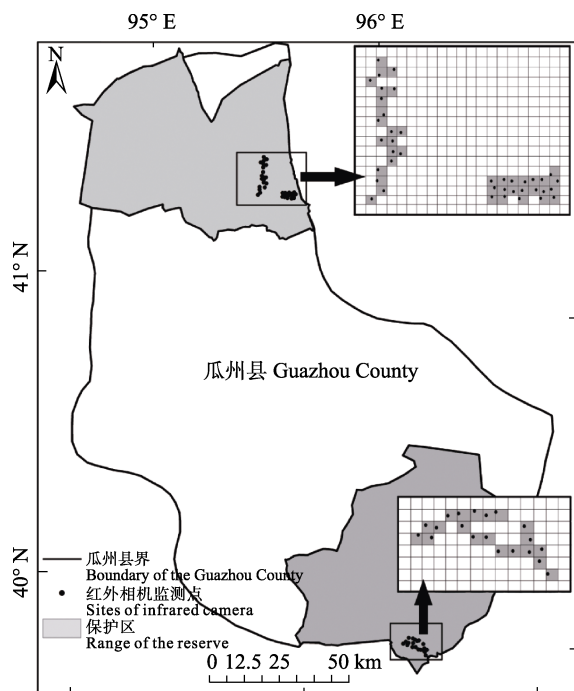 95° E
96° E
N
41° N
瓜州县 Guazhou County
40° N
瓜州县界
Boundary of the Guazhou County
红外相机监测点
Sites of infrared camera
保护区
Range of the reserve
0 12.5 25 50 km